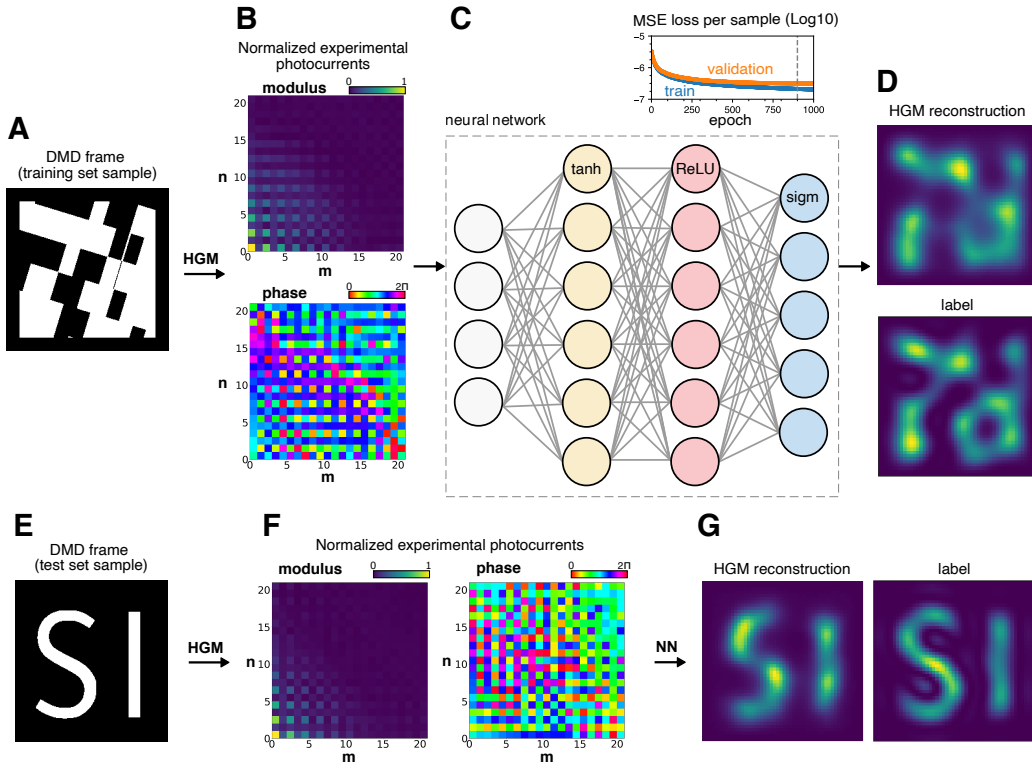 A
DMD frame
(training set sample)
HGM
B
Normalized experimental
photocurrents
modulus
0 1
20
15
n
10
5
0
0 5 10 15 20
m
phase
0 2Π
20
15
n
10
5
0
0 5 10 15 20
m
C
MSE loss per sample (Log10)
-5
-6
-7
validation
train
0 250 500 750 1000
epoch
neural network
tanh
ReLU
sigm
D
HGM reconstruction
label
E
DMD frame
(test set sample)
SI
HGM
F
Normalized experimental photocurrents
modulus
0 1
20
15
n
10
5
0
0 5 10 15 20
m
phase
0 2Π
20
15
n
10
5
0
0 5 10 15 20
m
NN
G
HGM reconstruction
label
SI
SI